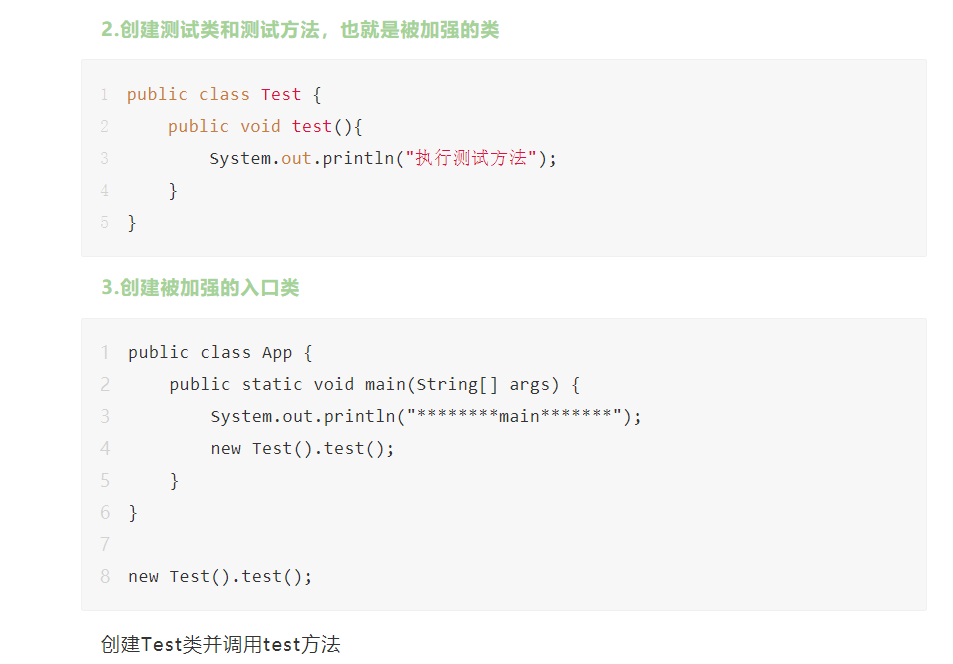 2.创建测试类和测试方法，也就是被加强的类
1 public class Test {
2     public void test(){
3         System.out.println("执行测试方法");
4     }
5 }
3.创建被加强的入口类
1 public class App {
2     public static void main(String[] args) {
3         System.out.println("********main*******");
4         new Test().test();
5     }
6 }
7
8 new Test().test();
创建Test类并调用test方法